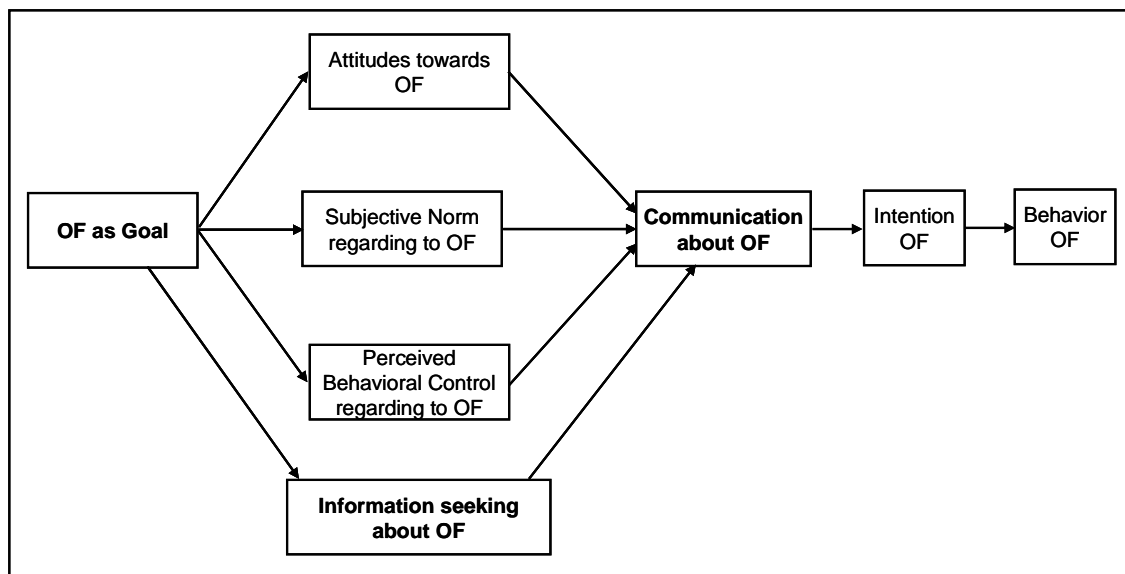 Attitudes towards
OF
OF as Goal
Subjective Norm
regarding to OF
Communication
about OF
Intention
OF
Behavior
OF
Perceived
Behavioral Control
regarding to OF
Information seeking
about OF